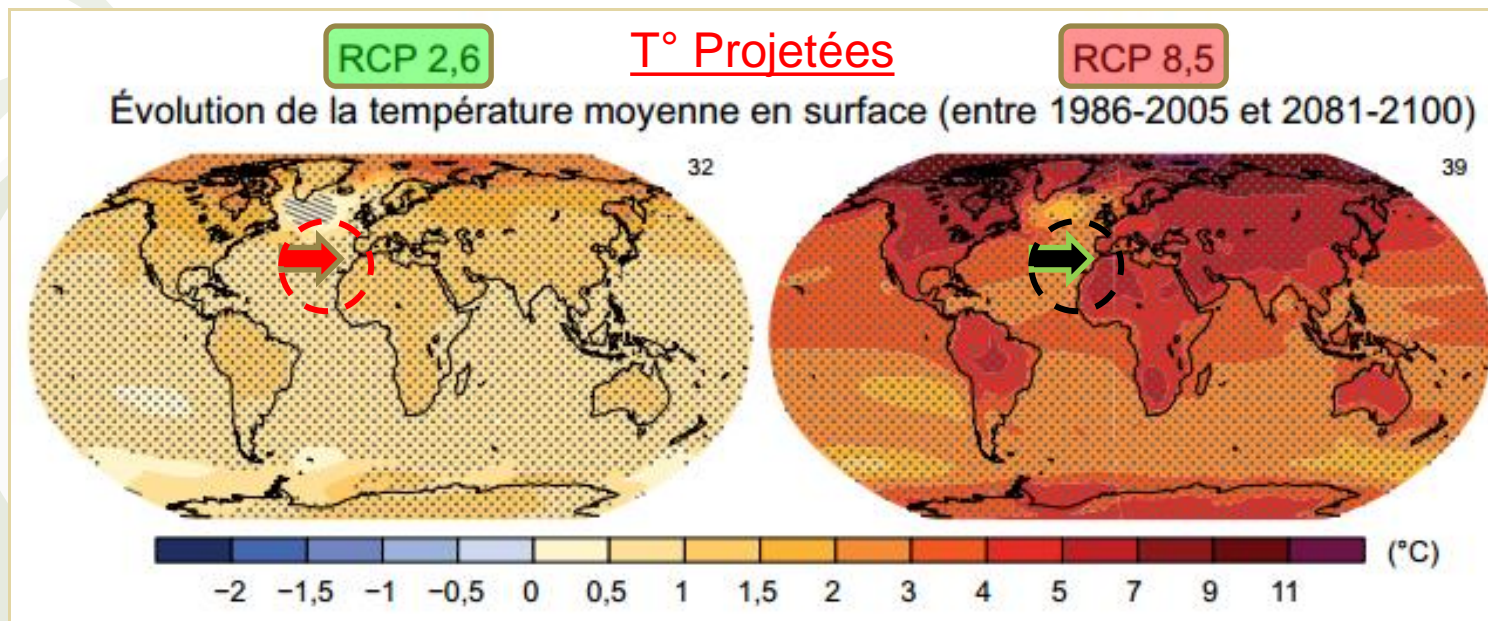 RCP 2,6
T° Projetées
RCP 8,5
Évolution de la température moyenne en surface (entre 1986-2005 et 2081-2100)
32
39
−2 −1,5 −1 −0,5 0 0,5 1 1,5 2 3 4 5 7 9 11
(°C)